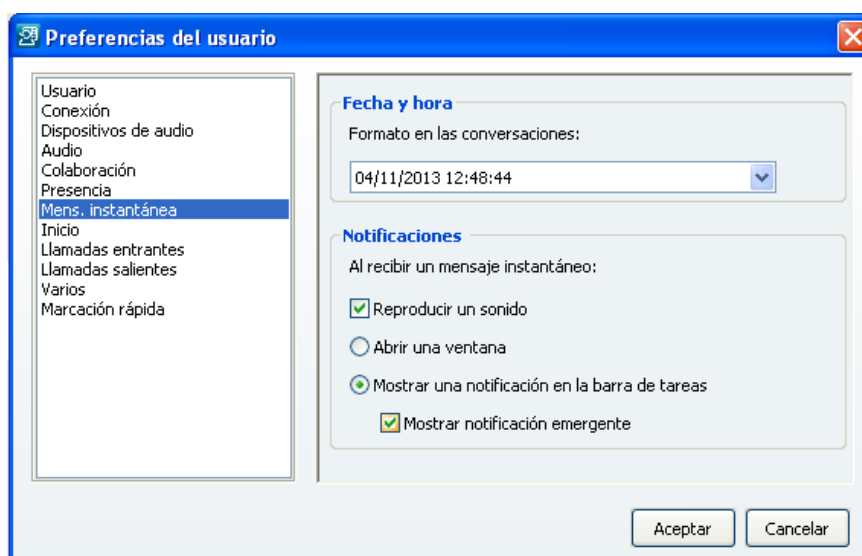 Preferencias del usuario
Usuario
Conexión
Dispositivos de audio
Audio
Colaboración
Presencia
Mens. instantánea
Inicio
Llamadas entrantes
Llamadas salientes
Varios
Marcación rápida
Fecha y hora
Formato en las conversaciones:
04/11/2013 12:48:44
Notificaciones
Al recibir un mensaje instantáneo:
Reproducir un sonido
Abrir una ventana
Mostrar una notificación en la barra de tareas
Mostrar notificación emergente
Aceptar
Cancelar